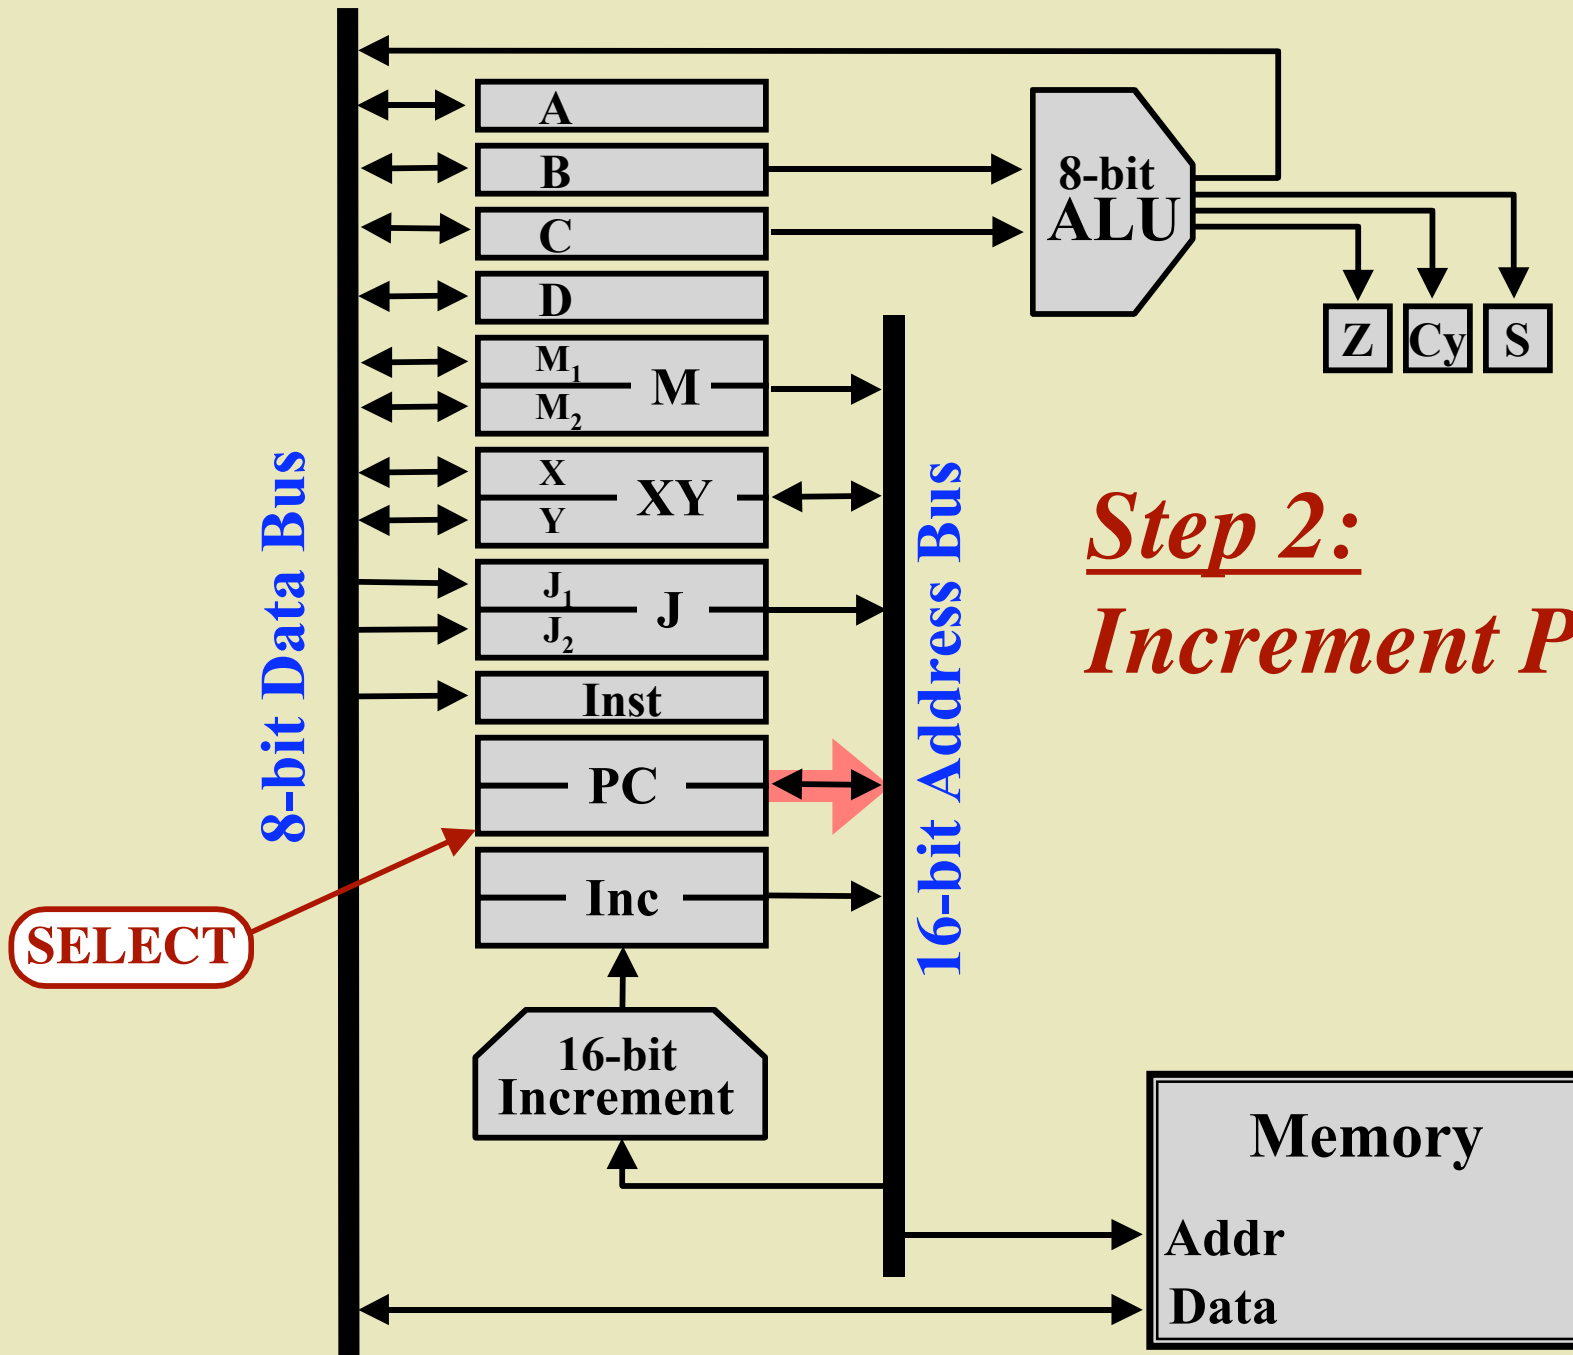 A
B
C
D
M1
M2
M
X
Y
XY
J1
J2
J
Inst
PC
Inc
16-bit
Increment
8-bit
ALU
Z
Cy
S
8-bit Data Bus
16-bit Address Bus
SELECT
Step 2:
Increment P
Memory
Addr
Data